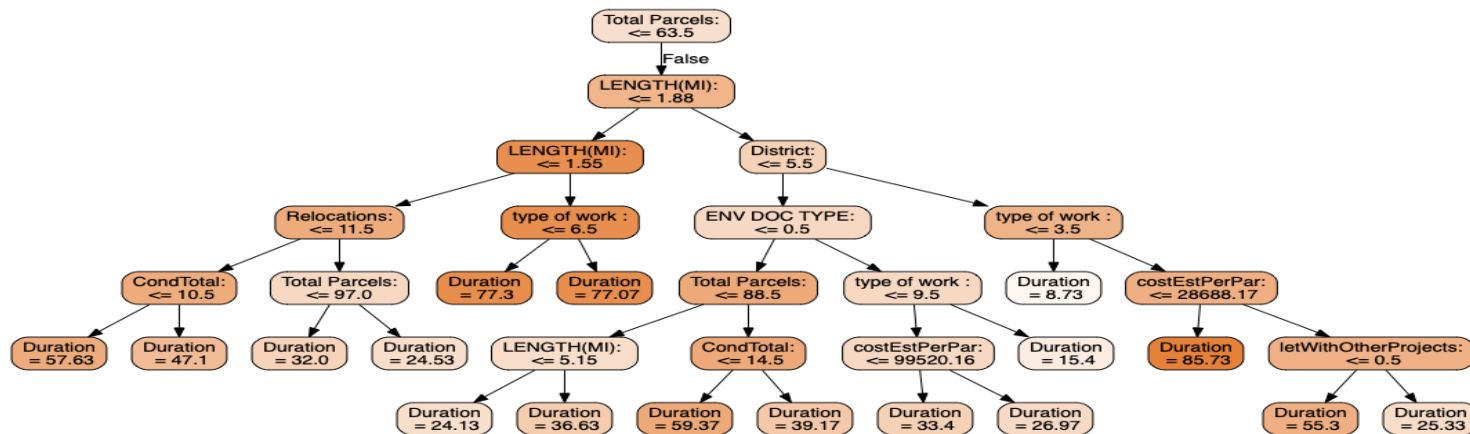 Total Parcels:
<= 63.5
False
LENGTH(MI):
<= 1.88
LENGTH(MI):
<= 1.55
District:
<= 5.5
Relocations:
<= 11.5
type of work :
<= 6.5
ENV DOC TYPE:
<= 0.5
type of work :
<= 3.5
CondTotal:
<= 10.5
Total Parcels:
<= 97.0
Duration
= 77.3
Duration
= 77.07
Total Parcels:
<= 88.5
type of work :
<= 9.5
Duration
= 8.73
costEstPerPar:
<= 28688.17
Duration
= 57.63
Duration
= 47.1
Duration
= 32.0
Duration
= 24.53
LENGTH(MI):
<= 5.15
CondTotal:
<= 14.5
costEstPerPar:
<= 99520.16
Duration
= 15.4
Duration
= 85.73
letWithOtherProjects:
<= 0.5
Duration
= 24.13
Duration
= 36.63
Duration
= 59.37
Duration
= 39.17
Duration
= 33.4
Duration
= 26.97
Duration
= 55.3
Duration
= 25.33